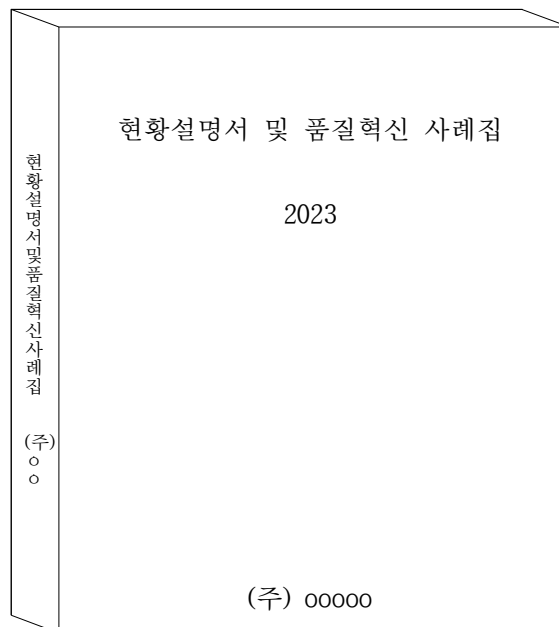 현황설명서 및 품질혁신 사례집
2023
(주) ooooo
현황설명서및품질혁신사례집
(주)
ㅇ
ㅇ